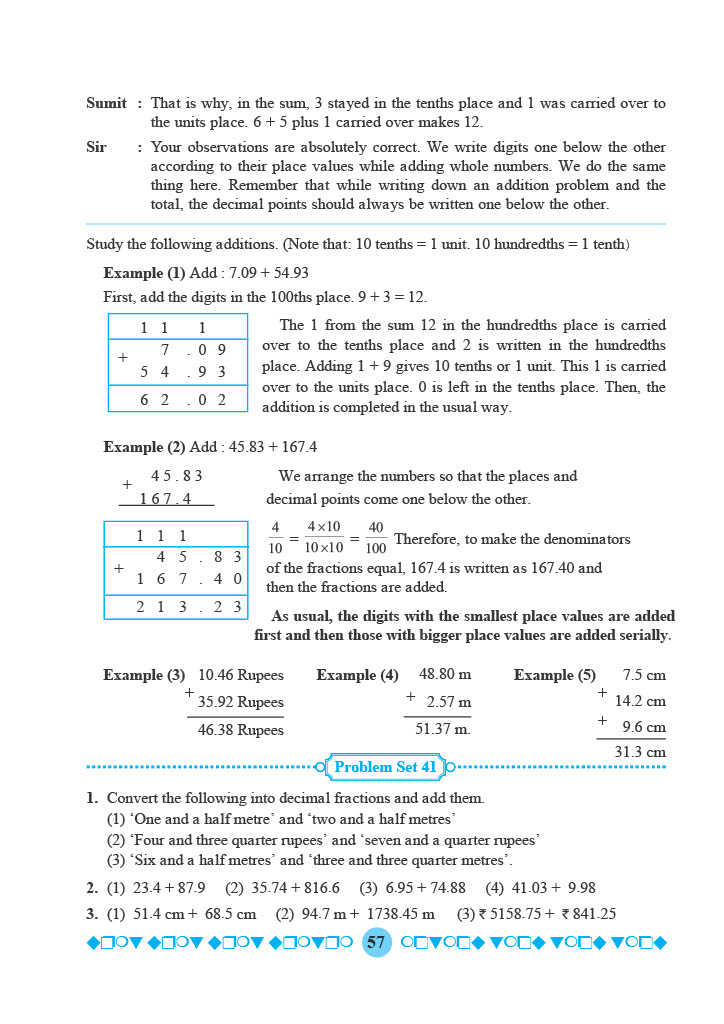 Sumit : That is why, in the sum, 3 stayed in the tenths place and 1 was carried over to
the units place. 6 + 5 plus 1 carried over makes 12.
Sir : Your observations are absolutely correct. We write digits one below the other
according to their place values while adding whole numbers. We do the same
thing here. Remember that while writing down an addition problem and the
total, the decimal points should always be written one below the other.
Study the following additions. (Note that: 10 tenths = 1 unit. 10 hundredths = 1 tenth)
Example (1) Add : 7.09 + 54.93
First, add the digits in the 100ths place. 9 + 3 = 12.
1 1 1
7 . 0 9
+
5 4 . 9 3
6 2 . 0 2
The 1 from the sum 12 in the hundredths place is carried
over to the tenths place and 2 is written in the hundredths
place. Adding 1 + 9 gives 10 tenths or 1 unit. This 1 is carried
over to the units place. 0 is left in the tenths place. Then, the
addition is completed in the usual way.
Example (2) Add : 45.83 + 167.4
4 5 . 8 3
+
1 6 7 . 4
We arrange the numbers so that the places and
decimal points come one below the other.
1 1 1
4 5 . 8 3
+
1 6 7 . 4 0
2 1 3 . 2 3
4/10 = 4×10/10×10 = 40/100 Therefore, to make the denominators
of the fractions equal, 167.4 is written as 167.40 and
then the fractions are added.
As usual, the digits with the smallest place values are added
first and then those with bigger place values are added serially.
Example (3) 10.46 Rupees
+
35.92 Rupees
46.38 Rupees
Example (4) 48.80 m
+ 2.57 m
51.37 m.
Example (5) 7.5 cm
+
14.2 cm
+
9.6 cm
31.3 cm
Problem Set 41
1. Convert the following into decimal fractions and add them.
(1) ‘One and a half metre’ and ‘two and a half metres’
(2) ‘Four and three quarter rupees’ and ‘seven and a quarter rupees’
(3) ‘Six and a half metres’ and ‘three and three quarter metres’.
2. (1) 23.4 + 87.9 (2) 35.74 + 816.6 (3) 6.95 + 74.88 (4) 41.03 + 9.98
3. (1) 51.4 cm + 68.5 cm (2) 94.7 m + 1738.45 m (3) ₹ 5158.75 + ₹ 841.25
57